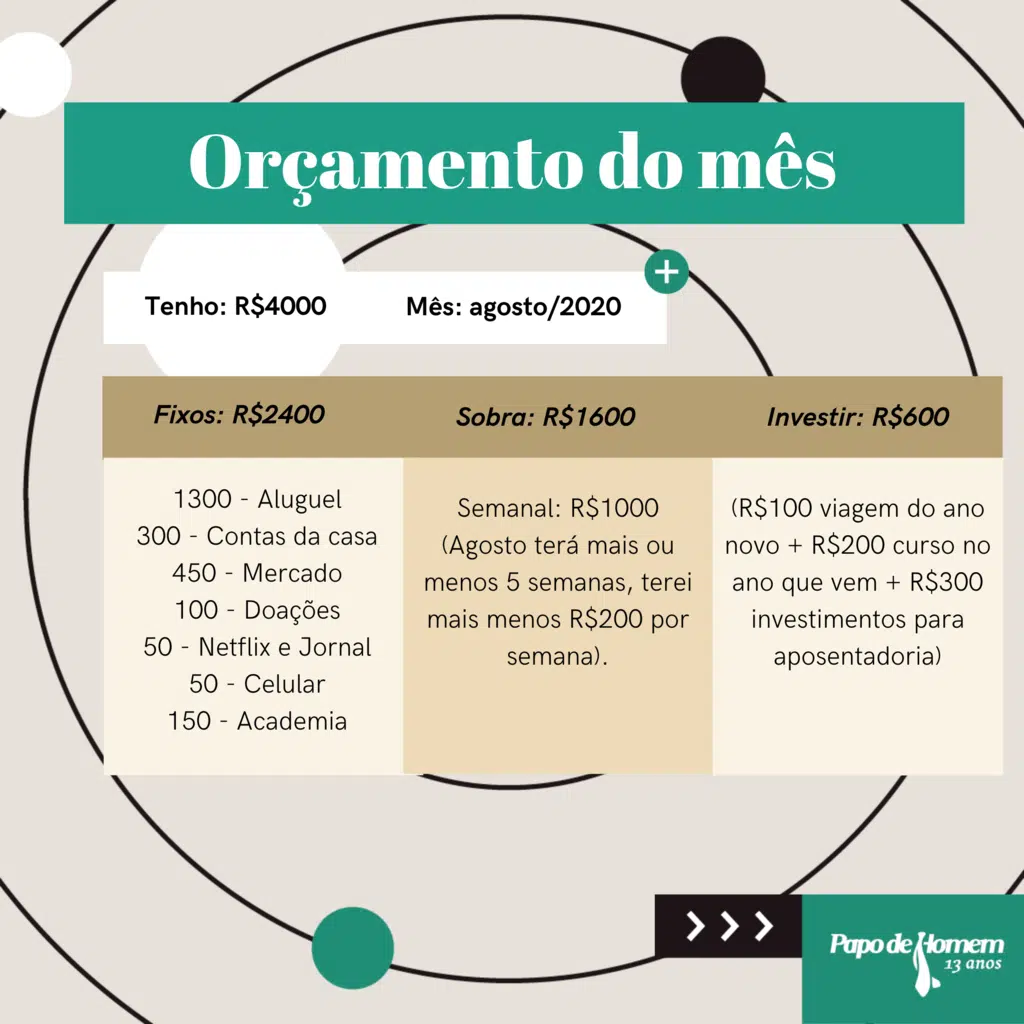 Orçamento do mês
Tenho: R$4000
Mês: agosto/2020
Fixos: R$2400
1300 - Aluguel
300 - Contas da casa
450 - Mercado
100 - Doações
50 - Netflix e Jornal
50 - Celular
150 - Academia
Sobra: R$1600
Semanal: R$1000
(Agosto terá mais ou
menos 5 semanas, terei
mais menos R$200 por
semana).
Investir: R$600
(R$100 viagem do ano
novo + R$200 curso no
ano que vem + R$300
investimentos para
aposentadoria)
Papo de Homem
13 anos